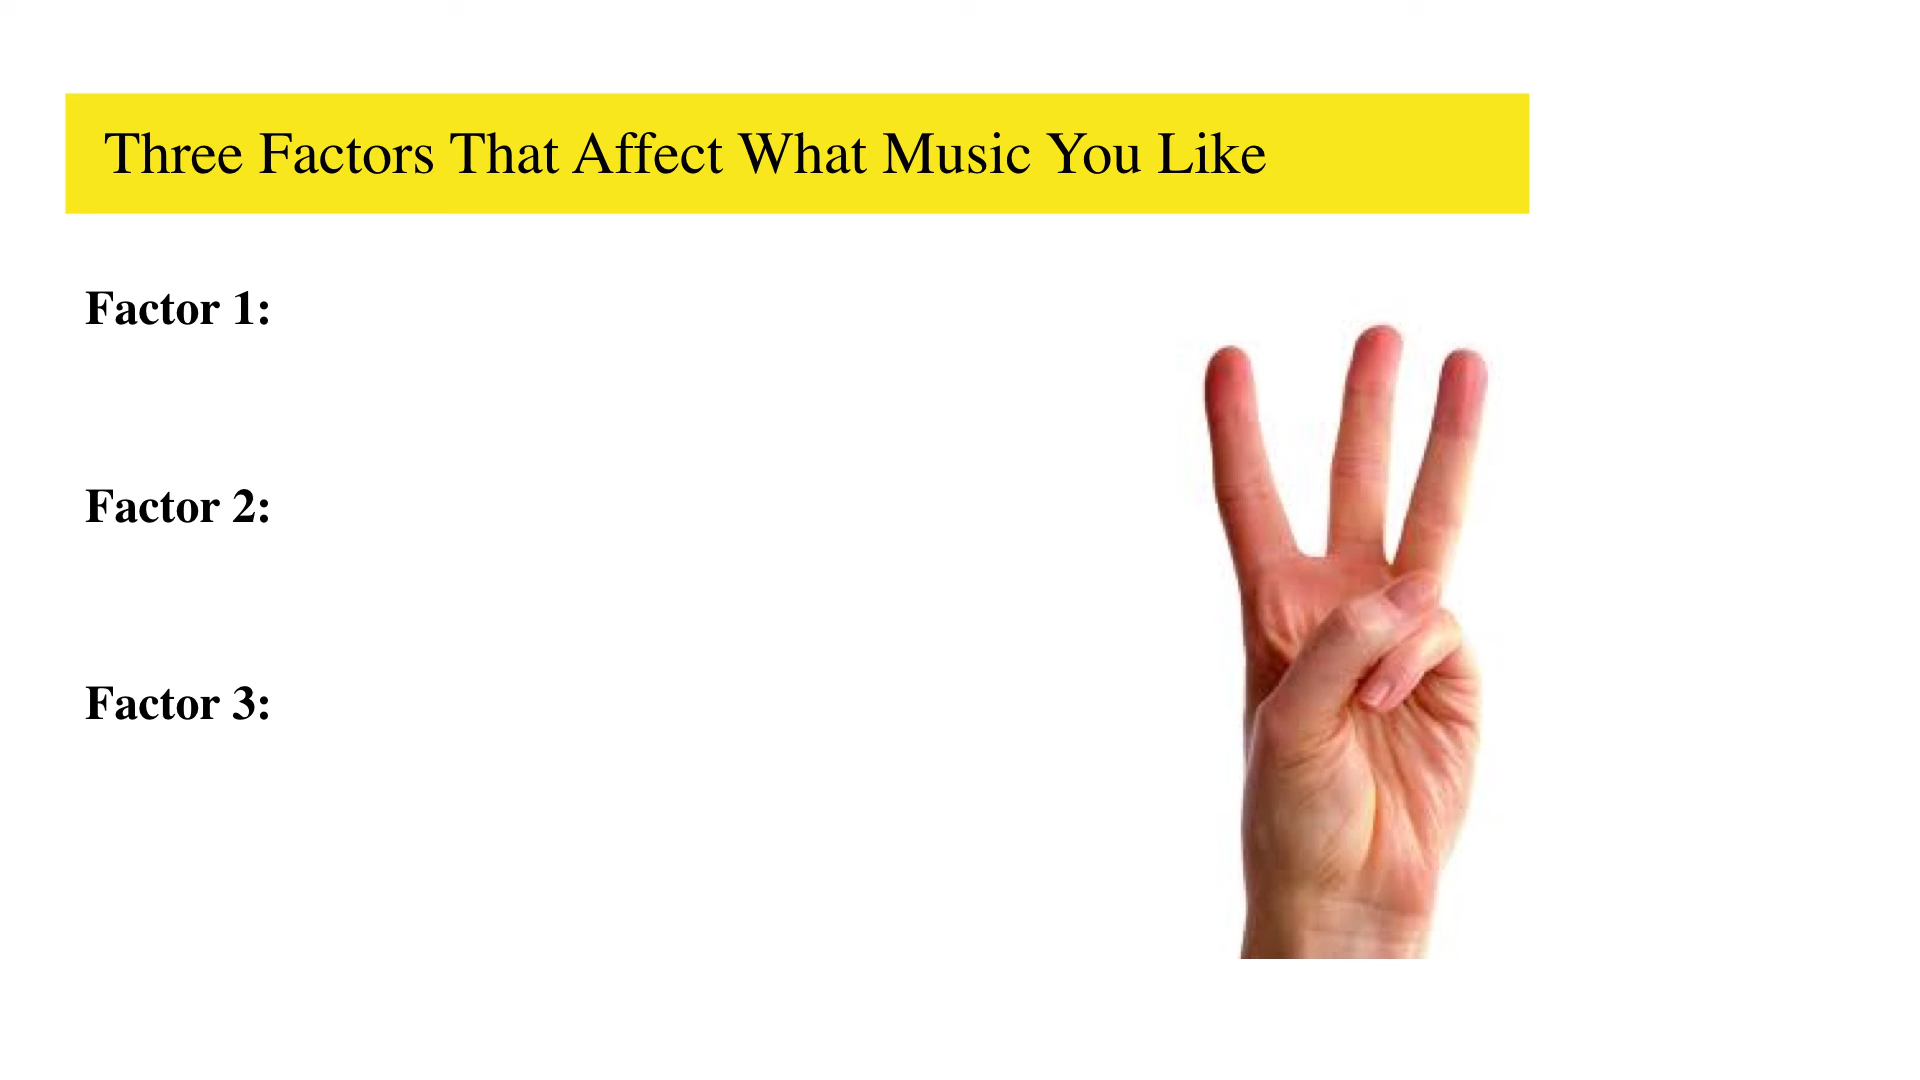 Three Factors That Affect What Music You Like
Factor 1:
Factor 2:
Factor 3: